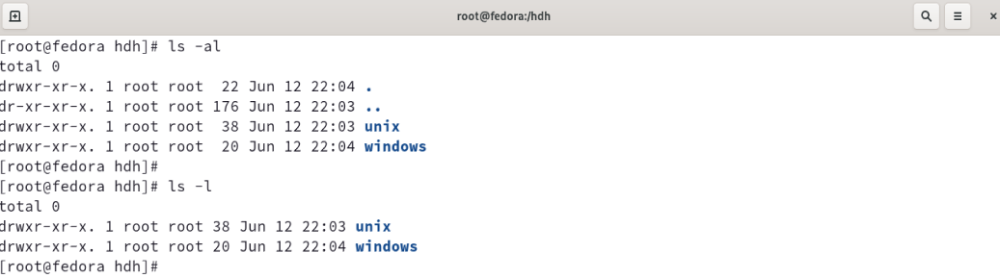 root@fedora:/hdh
[root@fedora hdh]# ls -al
total 0
drwxr-xr-x. 1 root root  22 Jun 12 22:04 .
dr-xr-xr-x. 1 root root 176 Jun 12 22:03 ..
drwxr-xr-x. 1 root root  38 Jun 12 22:03 unix
drwxr-xr-x. 1 root root  20 Jun 12 22:04 windows
[root@fedora hdh]#
[root@fedora hdh]# ls -l
total 0
drwxr-xr-x. 1 root root 38 Jun 12 22:03 unix
drwxr-xr-x. 1 root root 20 Jun 12 22:04 windows
[root@fedora hdh]#